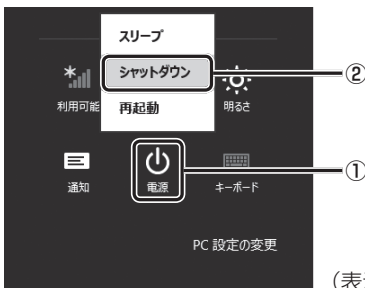 スリープ
シャットダウン
②
利用可能
再起動
明るさ
①
通知
電源
キーボード
PC 設定の変更
（表